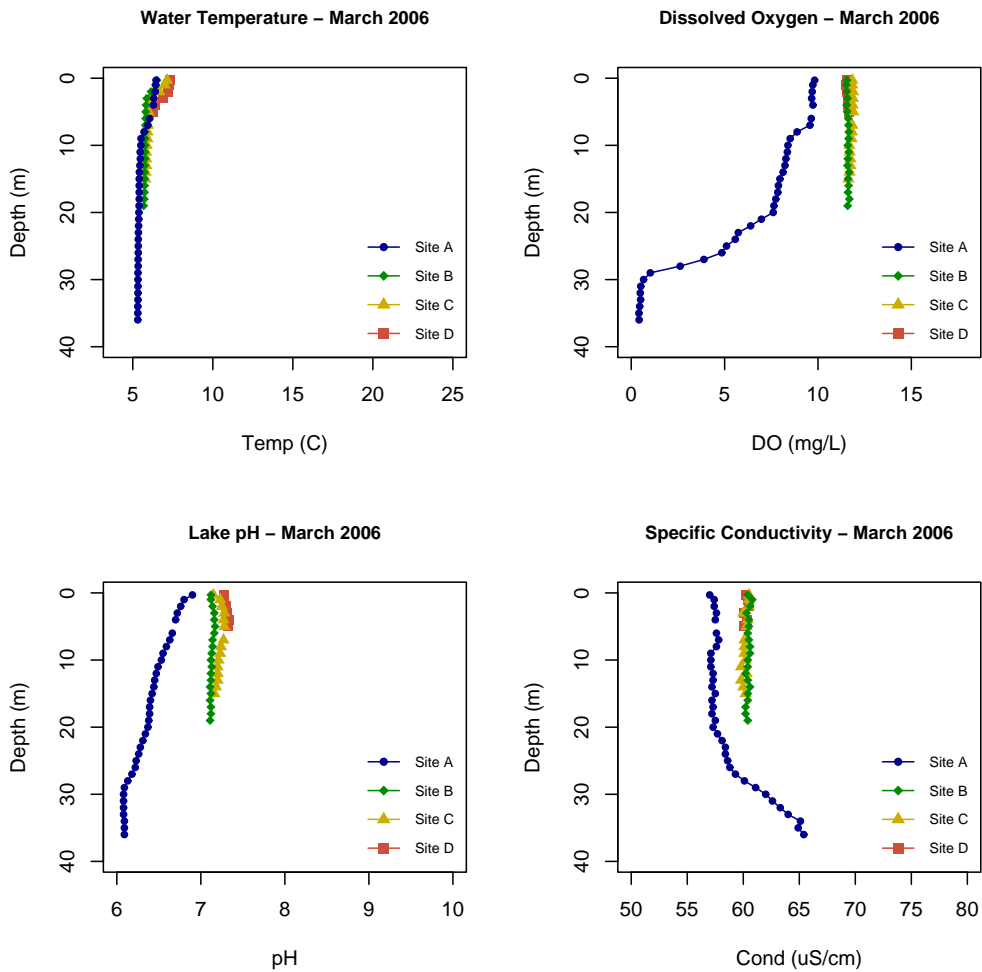 Water Temperature – March 2006
0
10
20
30
40
Depth (m)
5 10 15 20 25
Temp (C)
Site A
Site B
Site C
Site D
Dissolved Oxygen – March 2006
0
10
20
30
40
Depth (m)
0 5 10 15
DO (mg/L)
Site A
Site B
Site C
Site D
Lake pH – March 2006
0
10
20
30
40
Depth (m)
6 7 8 9 10
pH
Site A
Site B
Site C
Site D
Specific Conductivity – March 2006
0
10
20
30
40
Depth (m)
50 55 60 65 70 75 80
Cond (uS/cm)
Site A
Site B
Site C
Site D